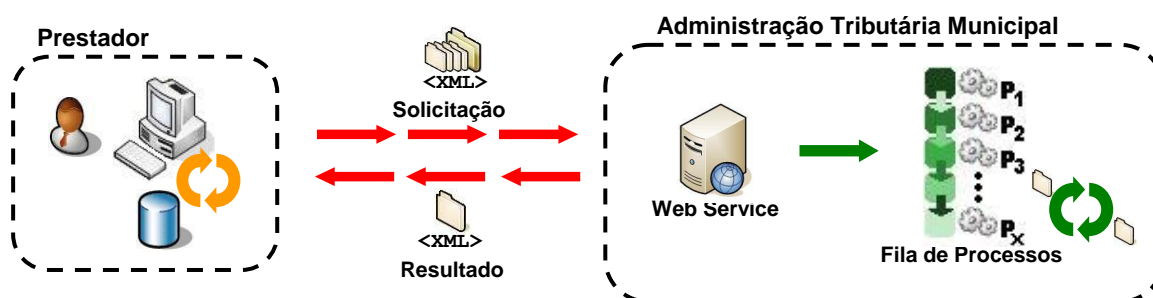 Prestador
Administração Tributária Municipal
<XML>
Solicitação
<XML>
Resultado
Web Service
P1
P2
P3
Px
Fila de Processos